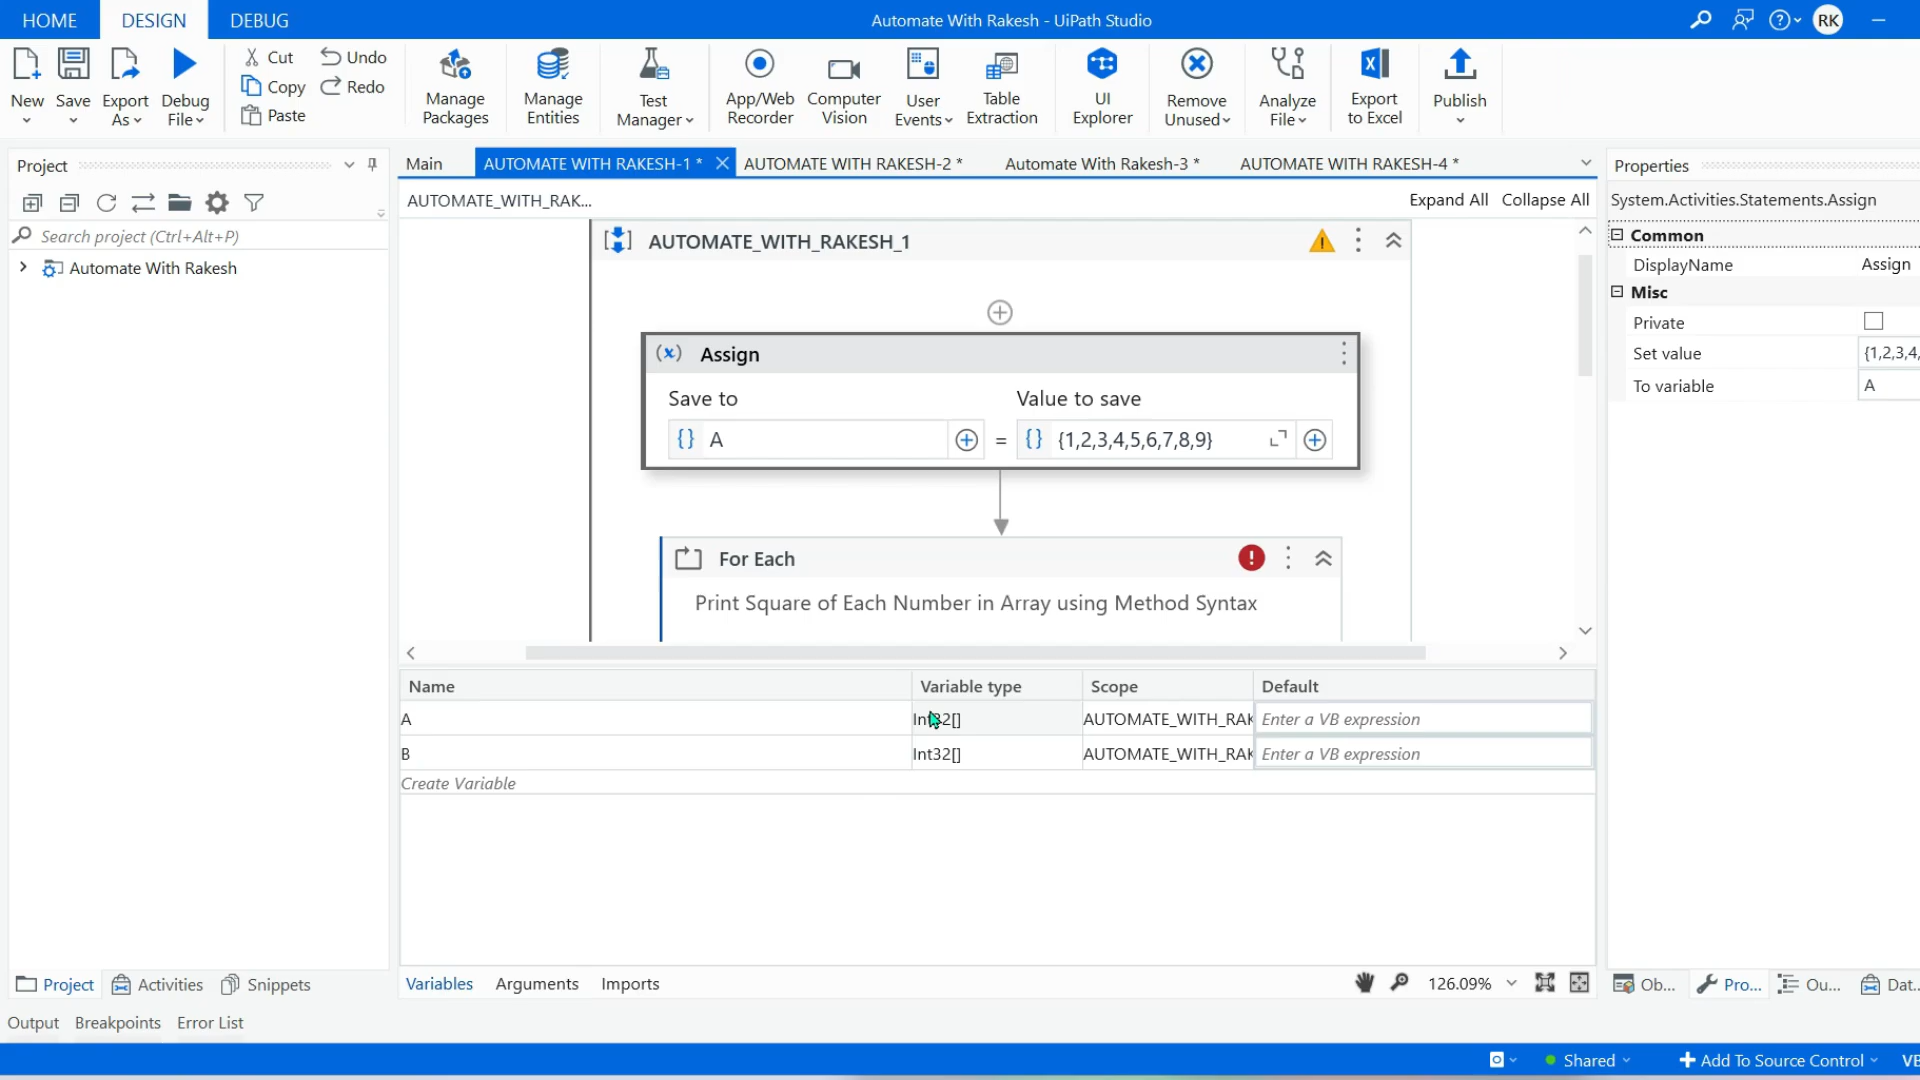 HOME DESIGN DEBUG Automate With Rakesh - UiPath Studio RK
New Save Export As Debug File Cut Copy Paste Undo Redo Manage Packages Manage Entities Test Manager App/Web Recorder Computer Vision User Events Table Extraction UI Explorer Remove Unused Analyze File Export to Excel Publish
Project Main AUTOMATE WITH RAKESH-1 * AUTOMATE WITH RAKESH-2 * Automate With Rakesh-3 * AUTOMATE WITH RAKESH-4 * Properties
AUTOMATE_WITH_RAK... Expand All Collapse All System.Activities.Statements.Assign
Search project (Ctrl+Alt+P) AUTOMATE_WITH_RAKESH_1 Common
Automate With Rakesh DisplayName Assign
Misc
Private
Assign Set value {1,2,3,4,
Save to Value to save To variable A
{} A = {} {1,2,3,4,5,6,7,8,9}
For Each
Print Square of Each Number in Array using Method Syntax
Name Variable type Scope Default
A Int32[] AUTOMATE_WITH_RAK Enter a VB expression
B Int32[] AUTOMATE_WITH_RAK Enter a VB expression
Create Variable
Project Activities Snippets Variables Arguments Imports 126.09% Ob... Pro... Ou... Dat...
Output Breakpoints Error List
Shared Add To Source Control VB